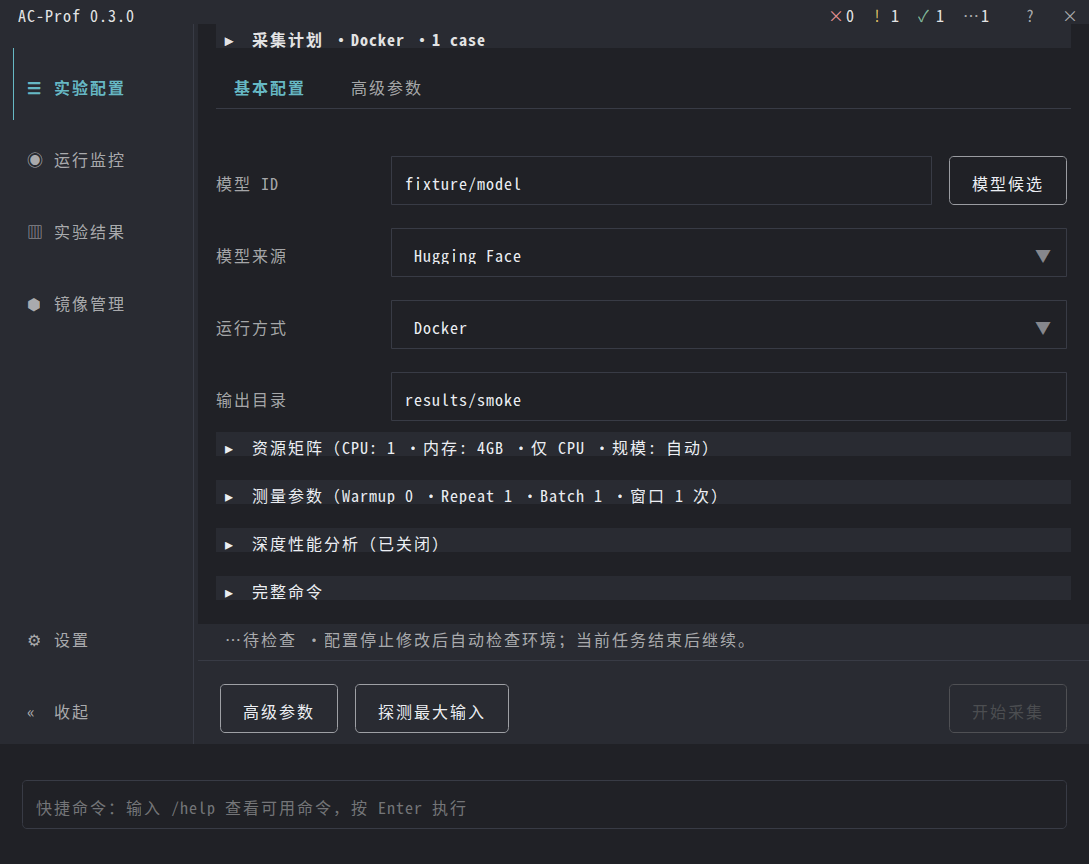 AC-Prof 0.3.0 ×0 ! 1 ✓1 …1 ? ×
▶ 采集计划 ·Docker ·1 case
☰ 实验配置
基本配置 高级参数
◉ 运行监控
模型 ID fixture/model 模型候选
▥ 实验结果
模型来源 Hugging Face ▼
⬢ 镜像管理
运行方式 Docker ▼
输出目录 results/smoke
▶ 资源矩阵（CPU: 1 ·内存: 4GB ·仅 CPU ·规模: 自动）
▶ 测量参数（Warmup 0 ·Repeat 1 ·Batch 1 ·窗口 1 次）
▶ 深度性能分析（已关闭）
▶ 完整命令
⚙ 设置
…待检查 ·配置停止修改后自动检查环境；当前任务结束后继续。
« 收起
高级参数 探测最大输入 开始采集
快捷命令：输入 /help 查看可用命令，按 Enter 执行